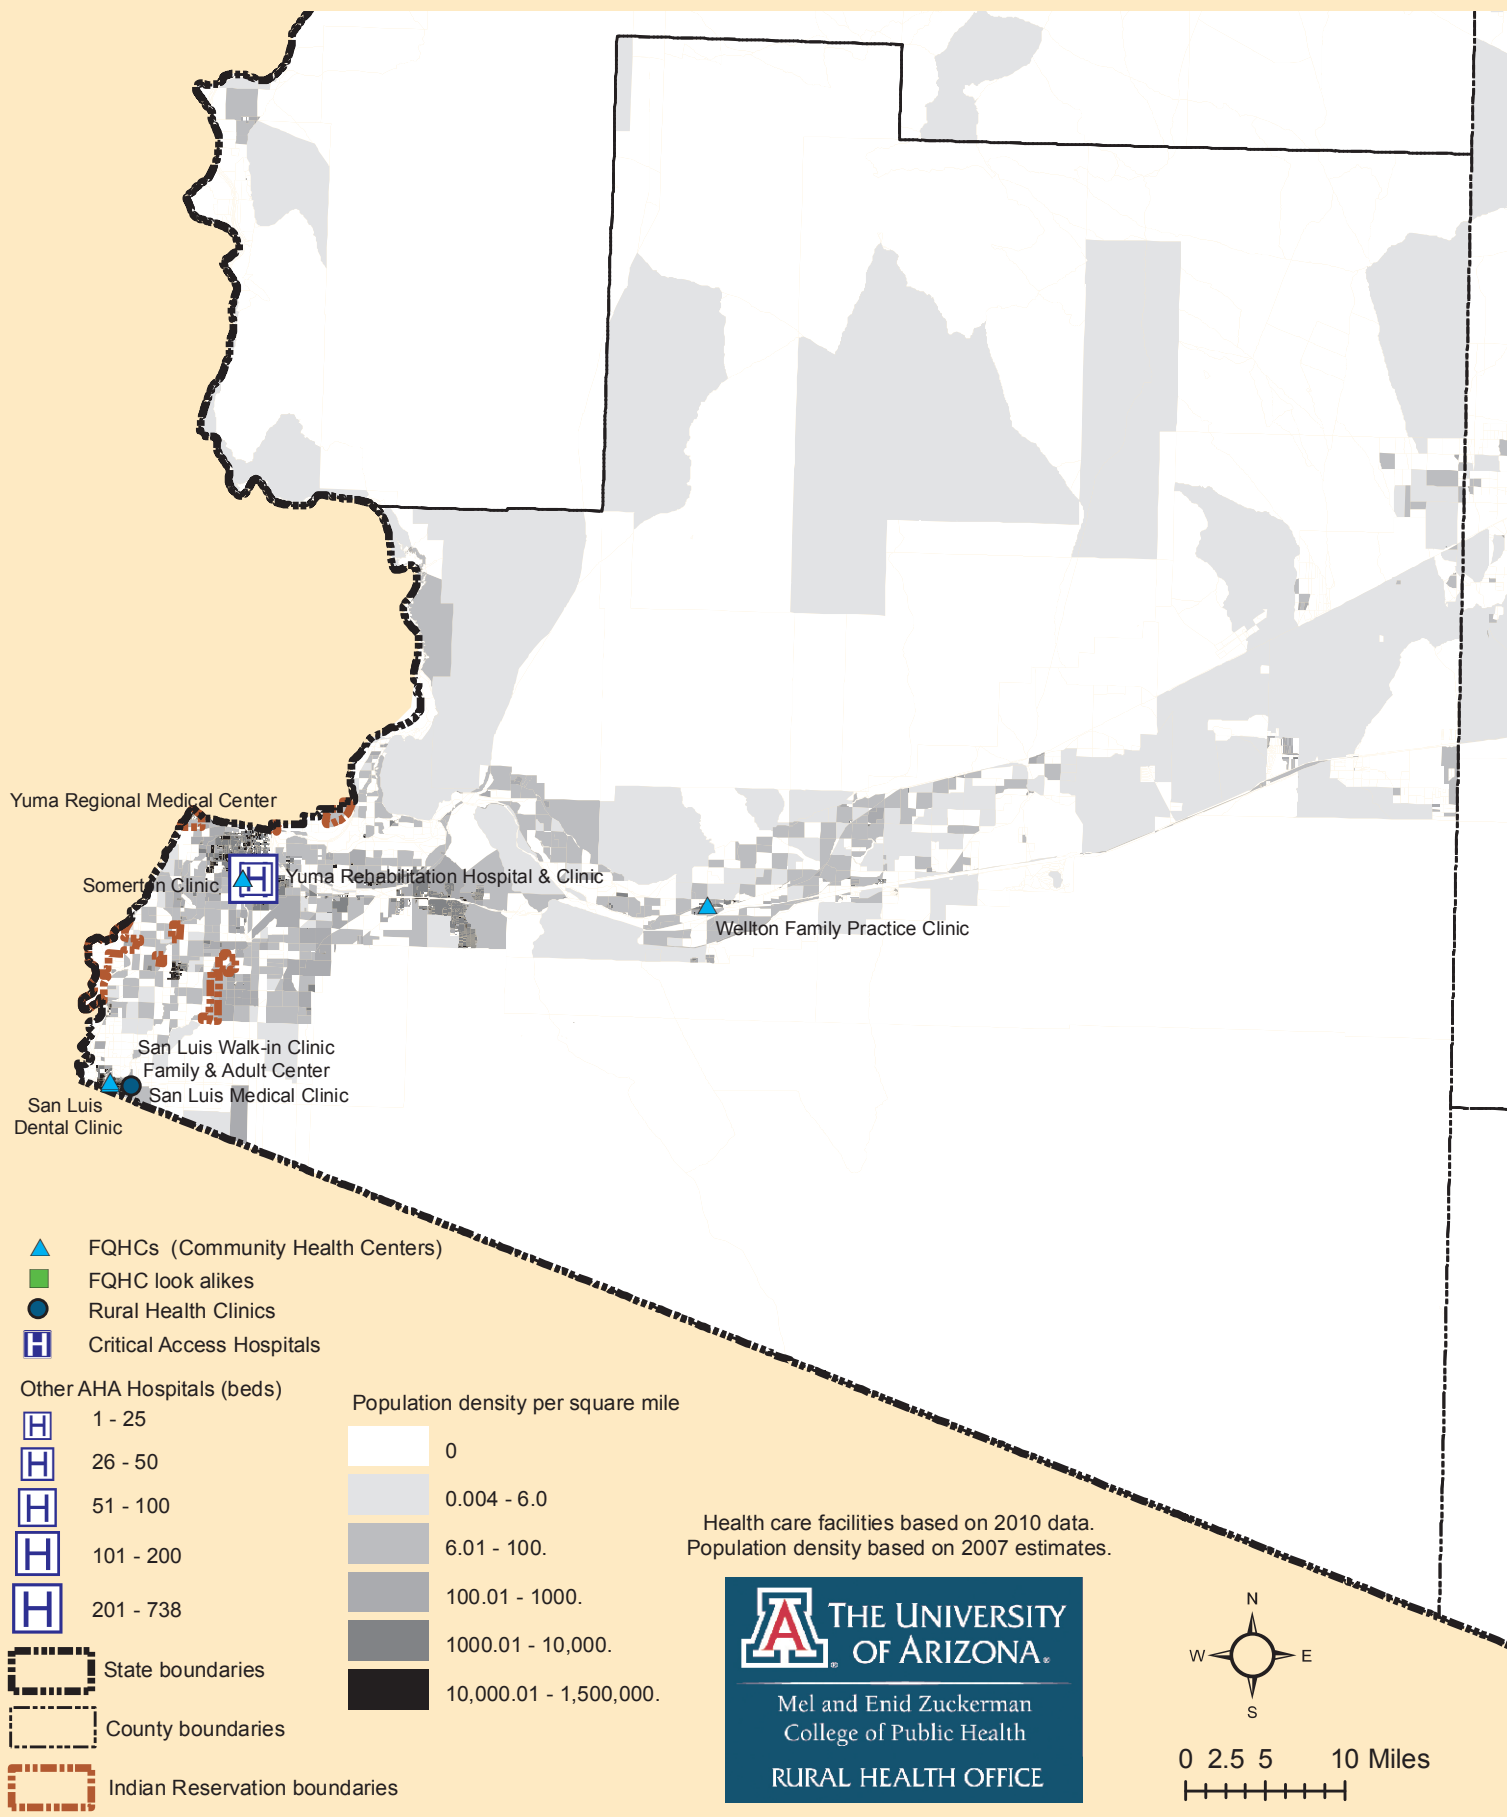 Yuma Regional Medical Center
Somerton Clinic
Yuma Rehabilitation Hospital & Clinic
Wellton Family Practice Clinic
San Luis Walk-in Clinic
Family & Adult Center
San Luis Medical Clinic
San Luis
Dental Clinic
FQHCs (Community Health Centers)
FQHC look alikes
Rural Health Clinics
H Critical Access Hospitals
Other AHA Hospitals (beds)
H 1 - 25
H 26 - 50
H 51 - 100
H 101 - 200
H 201 - 738
State boundaries
County boundaries
Indian Reservation boundaries
Population density per square mile
0
0.004 - 6.0
6.01 - 100.
100.01 - 1000.
1000.01 - 10,000.
10,000.01 - 1,500,000.
Health care facilities based on 2010 data.
Population density based on 2007 estimates.
A® THE UNIVERSITY
OF ARIZONA®
Mel and Enid Zuckerman
College of Public Health
RURAL HEALTH OFFICE
N
W E
S
0 2.5 5 10 Miles